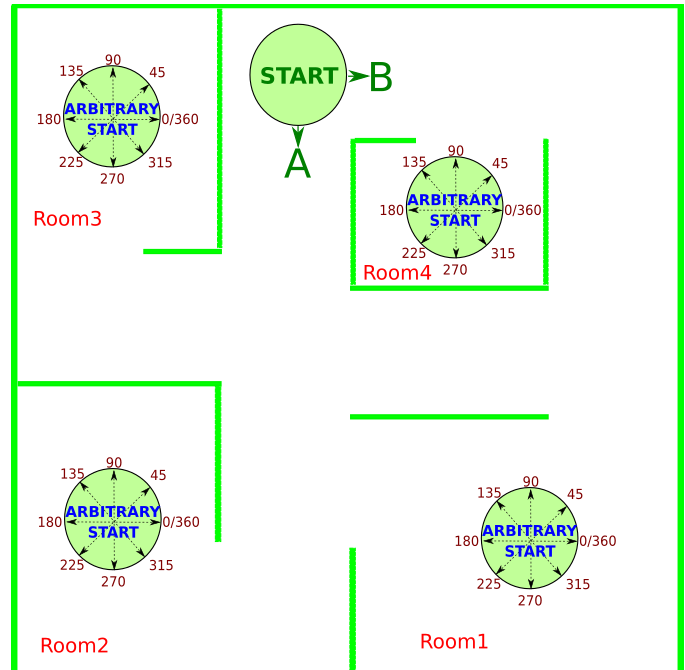 START
B
A
90
135
45
ARBITRARY
180
0/360
START
225
315
270
Room3
90
135
45
ARBITRARY
180
0/360
START
225
315
270
Room4
90
135
45
ARBITRARY
180
0/360
START
225
315
270
Room2
90
135
45
ARBITRARY
180
0/360
START
225
315
270
Room1